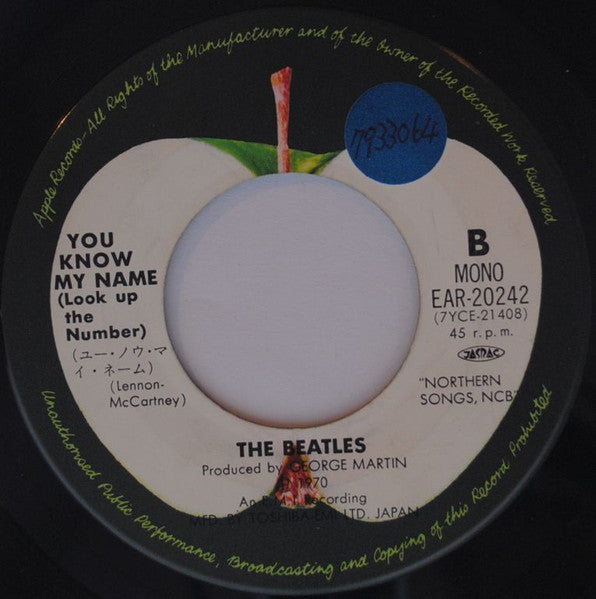 Apple Records- All Rights of the Manufacturer and of the Owner of the Recorded Work Reserved
7933064
YOU
KNOW
MY NAME
(Look up
the
Number)
(ユー・ノウ・マ
イ・ネーム)
(Lennon-
McCartney)
B
MONO
EAR-20242
(7YCE-21408)
45 r.p.m.
JASRAC
"NORTHERN
SONGS, NCB"
THE BEATLES
Produced by GEORGE MARTIN
℗ 1970
An E.M.I. Recording
MFD. BY TOSHIBA-EMI LTD. JAPAN
Unauthorised Public Performance, Broadcasting and Copying of this Record Prohibited